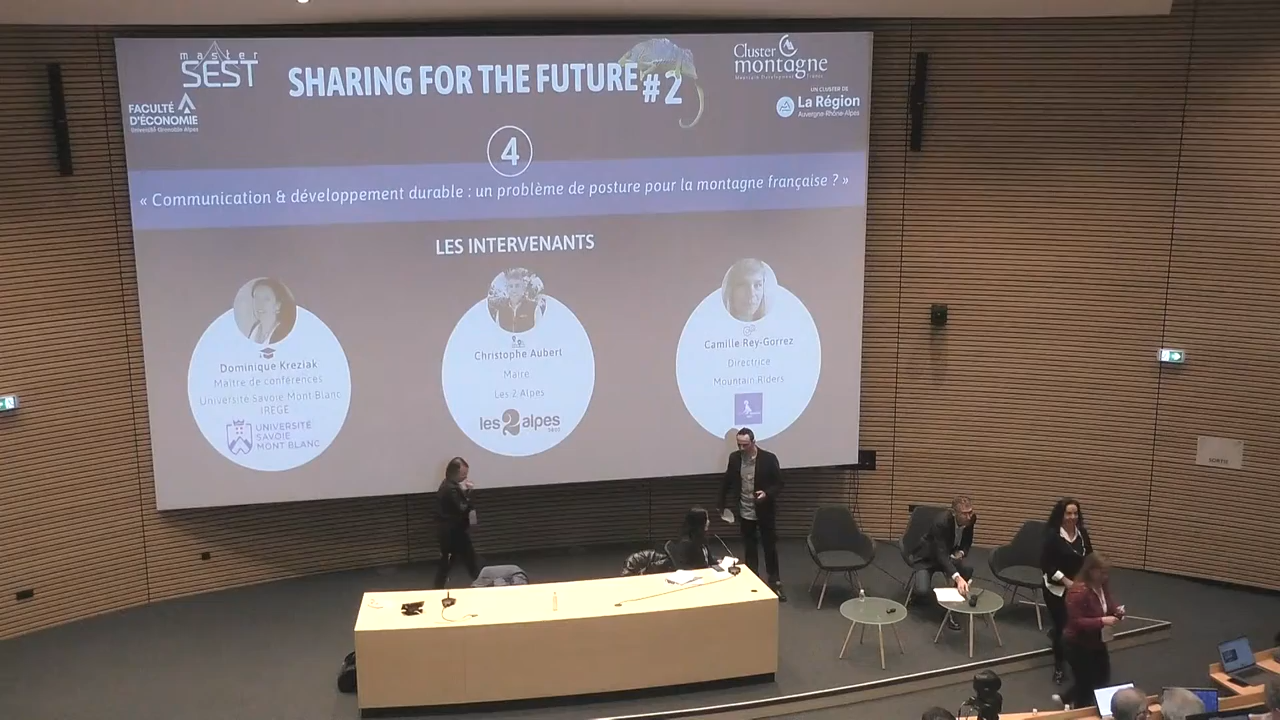 master
SEST
FACULTÉ
D'ÉCONOMIE
Université Grenoble Alpes
SHARING FOR THE FUTURE #2
Cluster
montagne
Mountain Development France
UN CLUSTER DE
La Région
Auvergne-Rhône-Alpes
4
« Communication & développement durable : un problème de posture pour la montagne française ? »
LES INTERVENANTS
Dominique Kreziak
Maître de conférences
Université Savoie Mont Blanc
IREGE
UNIVERSITÉ
SAVOIE
MONT BLANC
Christophe Aubert
Maire
Les 2 Alpes
les2alpes
Camille Rey-Gorrez
Directrice
Mountain Riders
SORTIE